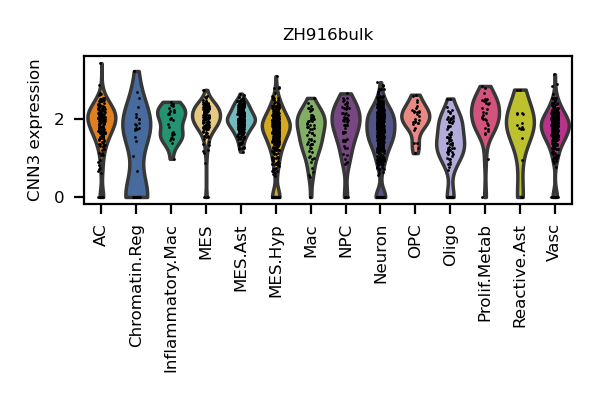 ZH916bulk
CNN3 expression
2
0
AC
Chromatin.Reg
Inflammatory.Mac
MES
MES.Ast
MES.Hyp
Mac
NPC
Neuron
OPC
Oligo
Prolif.Metab
Reactive.Ast
Vasc